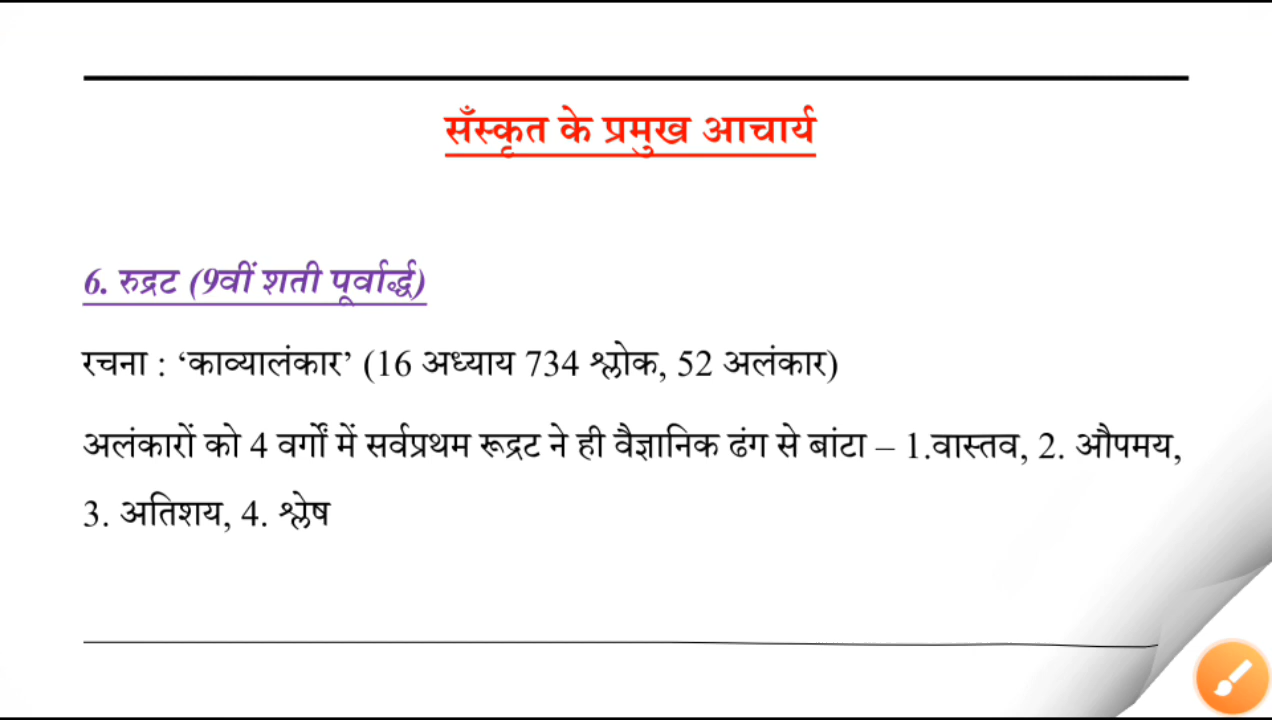 सँस्कृत के प्रमुख आचार्य
6. रुद्रट (9वीं शती पूर्वार्द्ध)
रचना : ‘काव्यालंकार’ (16 अध्याय 734 श्लोक, 52 अलंकार)
अलंकारों को 4 वर्गों में सर्वप्रथम रूद्रट ने ही वैज्ञानिक ढंग से बांटा – 1.वास्तव, 2. औपमय,
3. अतिशय, 4. श्लेष